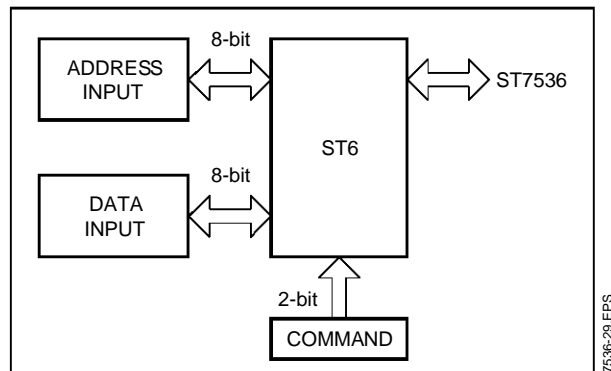 8-bit
ADDRESS
INPUT
ST6
ST7536
8-bit
DATA
INPUT
2-bit
COMMAND
7536-29.EPS